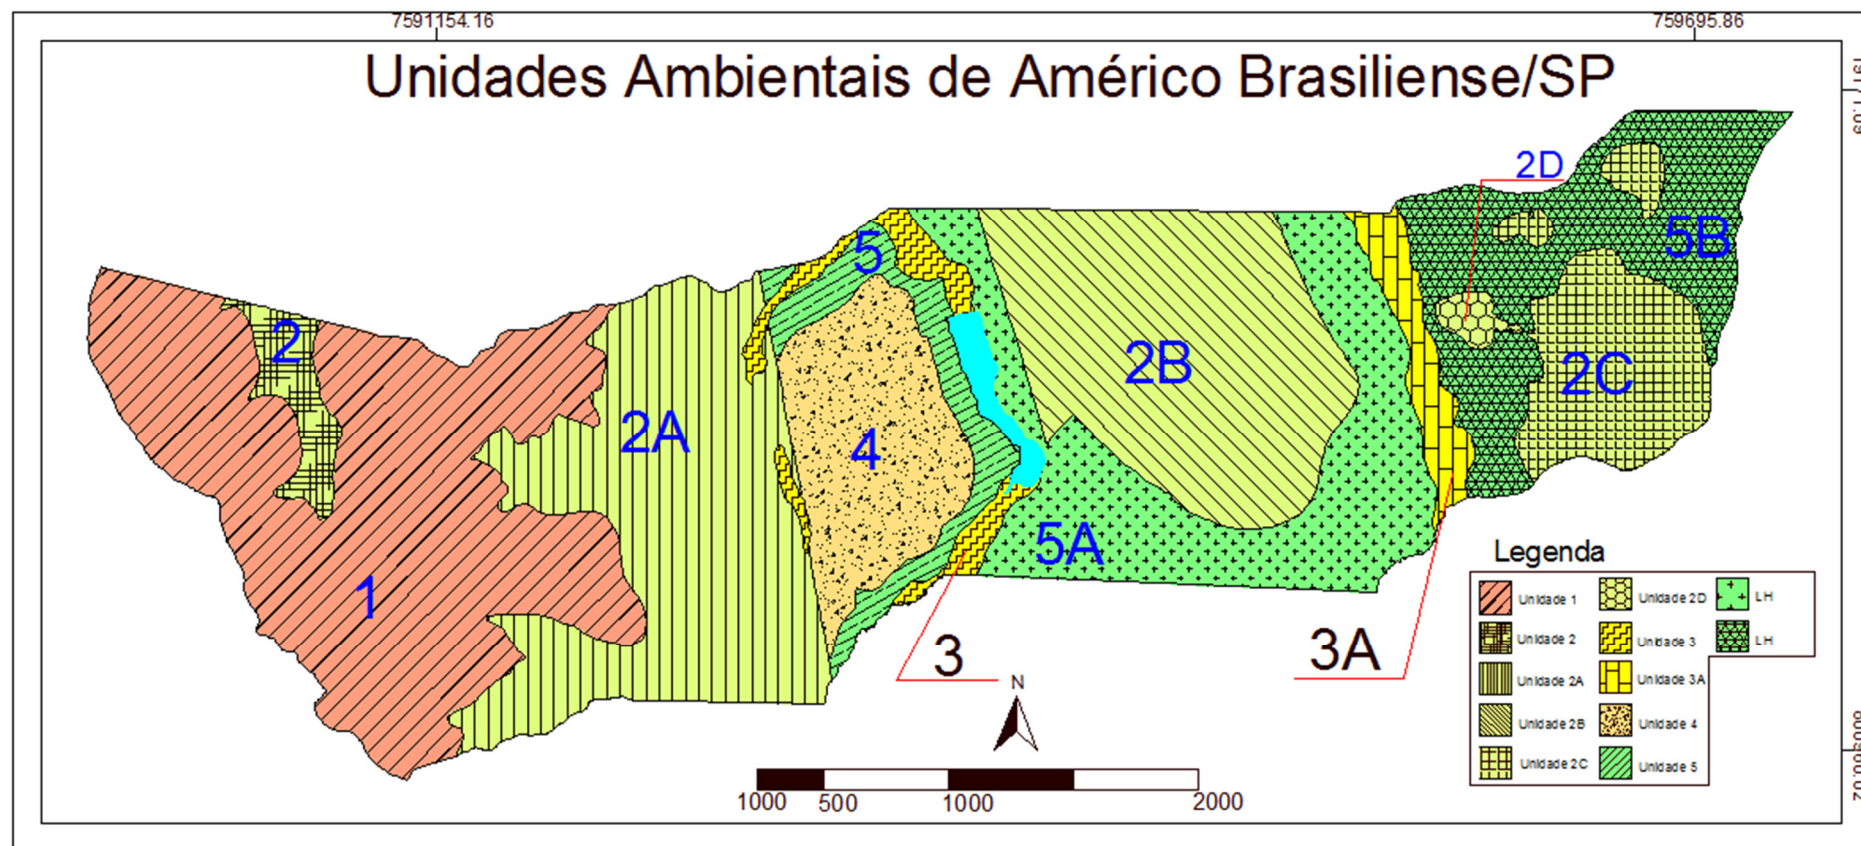 7591154.16
759695.86
Unidades Ambientais de Américo Brasiliense/SP
2D
5
5B
2
2B
2C
2A
4
5A
1
3
3A
N
1000
500
1000
2000
Legenda
Unidade 1
Unidade 2D
LH
Unidade 2
Unidade 3
LH
Unidade 2A
Unidade 3A
Unidade 2B
Unidade 4
Unidade 2C
Unidade 5